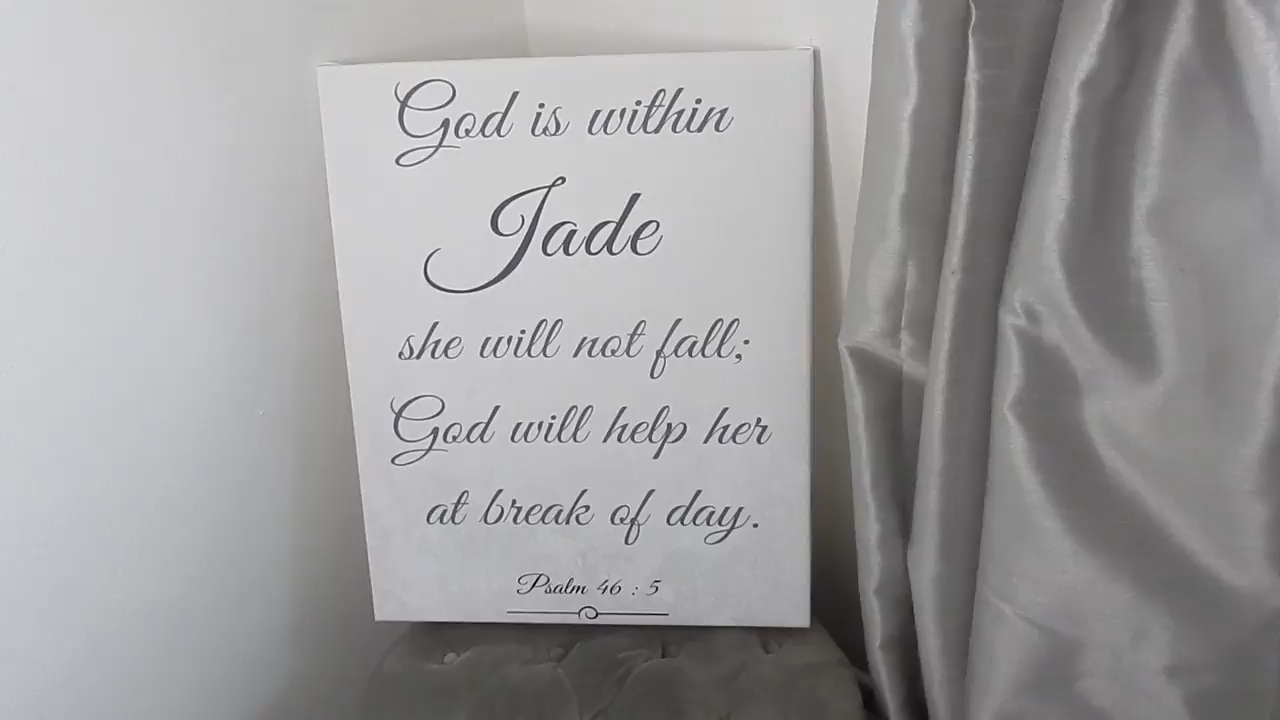 God is within
Jade
she will not fall;
God will help her
at break of day.
Psalm 46 : 5